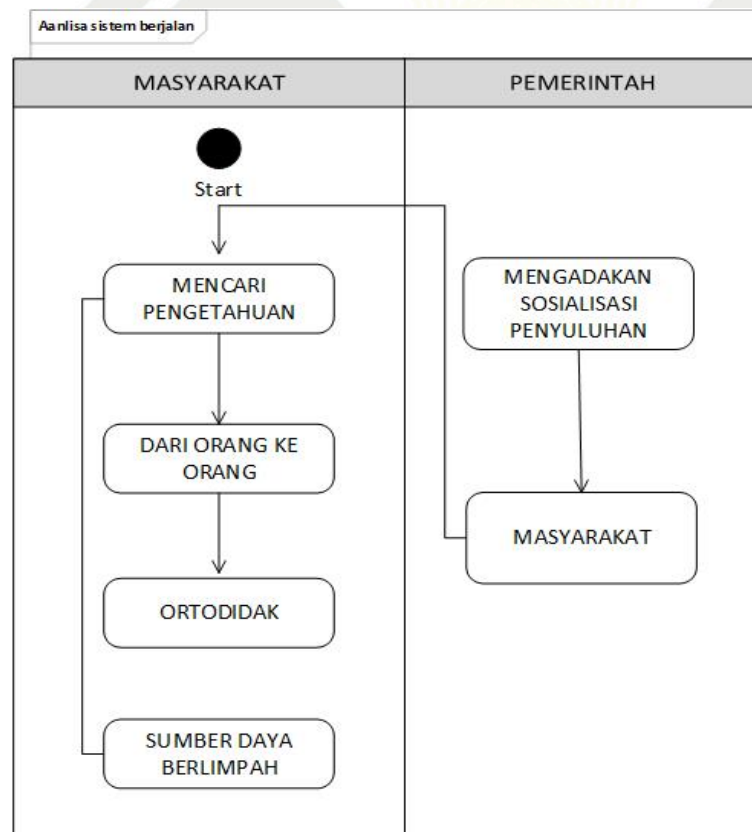 Aanlisa sistem berjalan
MASYARAKAT
PEMERINTAH
Start
MENCARI
PENGETAHUAN
DARI ORANG KE
ORANG
ORTODIDAK
SUMBER DAYA
BERLIMPAH
MENGADAKAN
SOSIALISASI
PENYULUHAN
MASYARAKAT